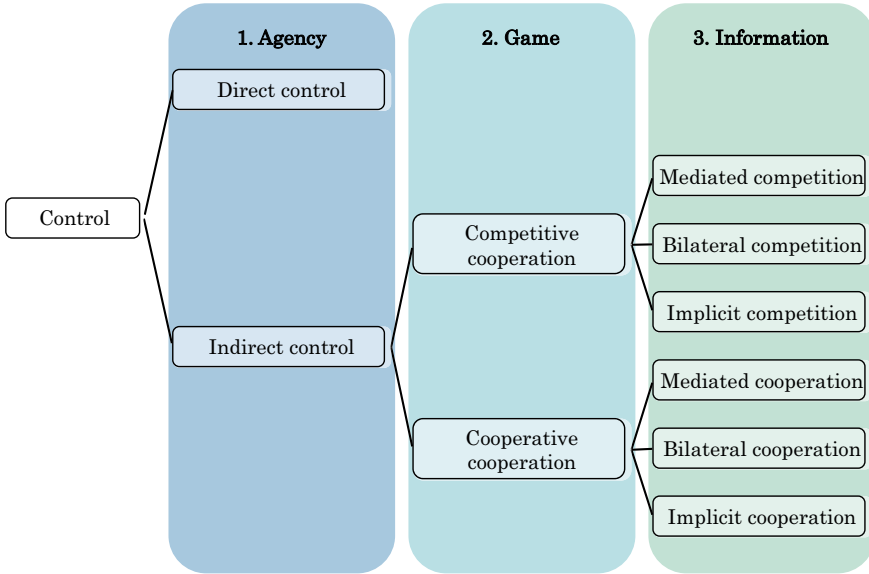 1. Agency
2. Game
3. Information
Direct control
Mediated competition
Control
Competitive
cooperation
Bilateral competition
Implicit competition
Indirect control
Mediated cooperation
Cooperative
cooperation
Bilateral cooperation
Implicit cooperation